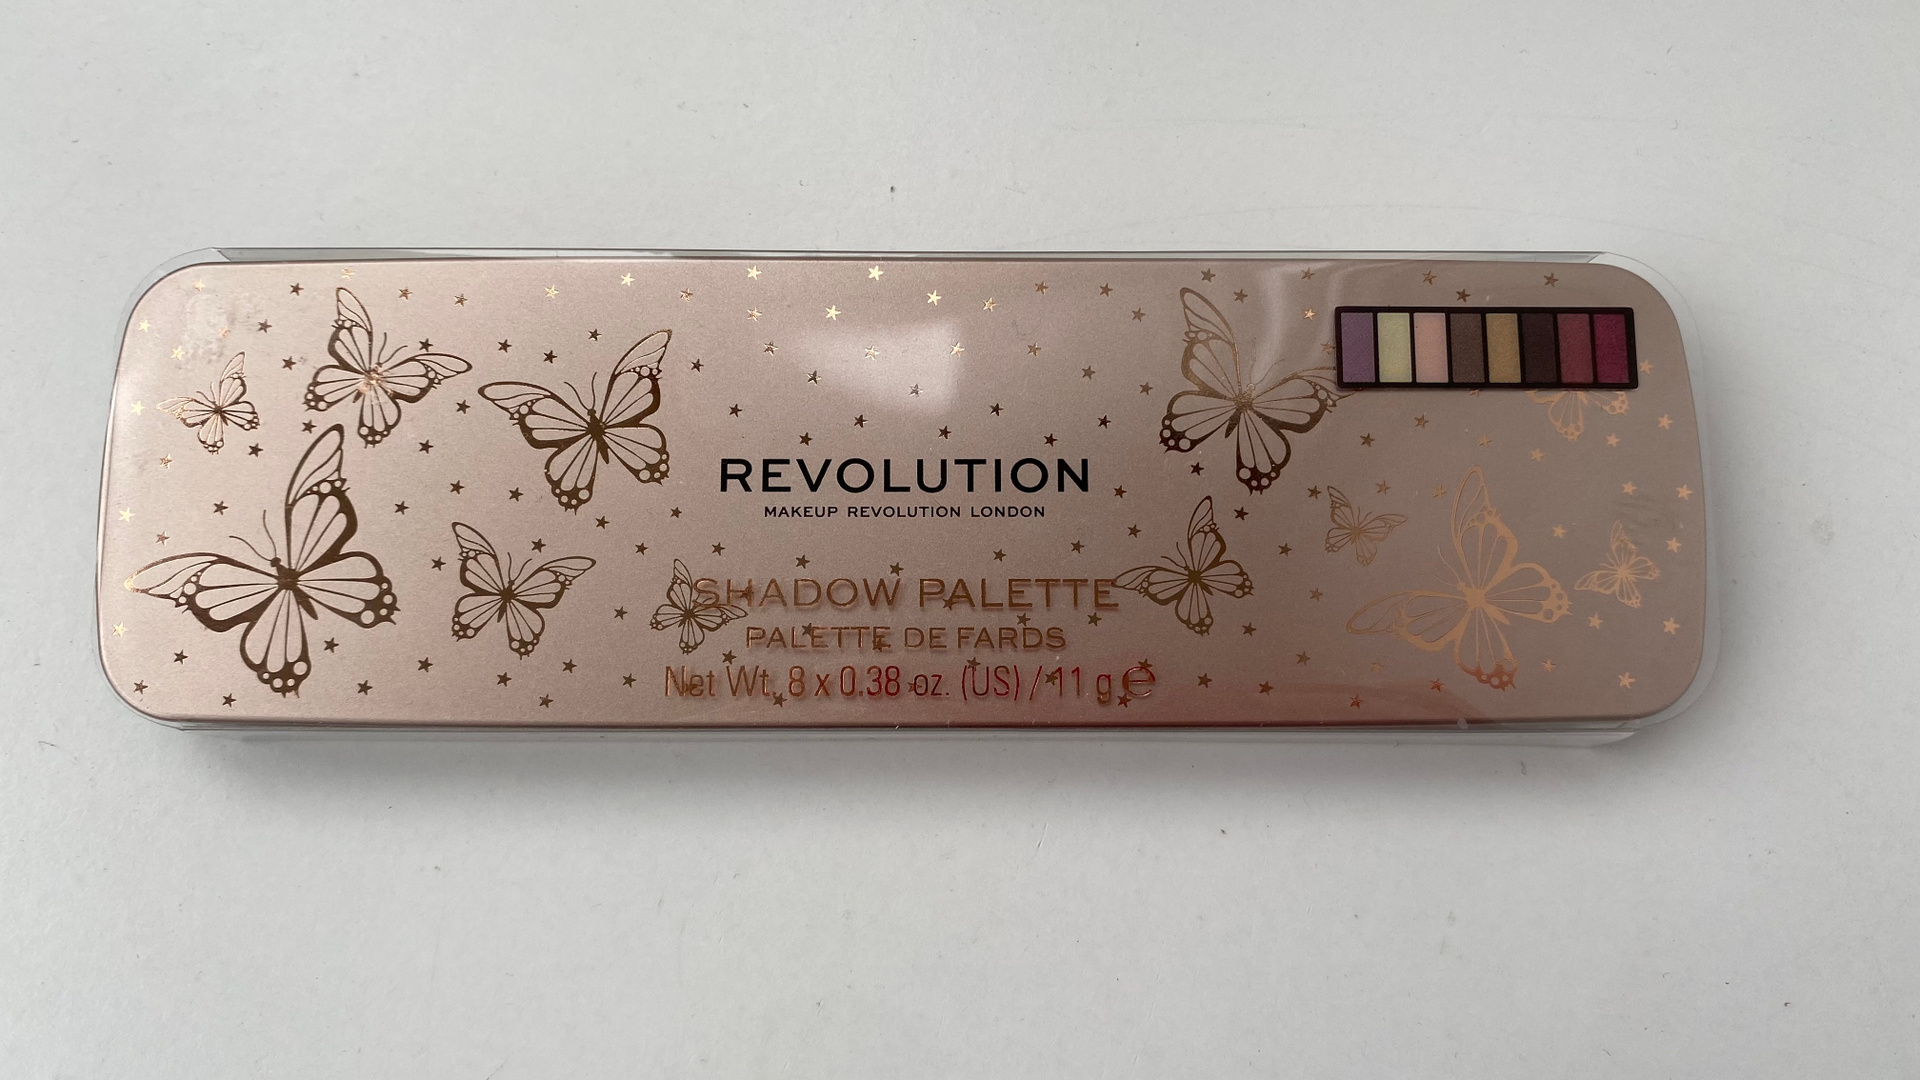 REVOLUTION
MAKEUP REVOLUTION LONDON
SHADOW PALETTE
PALETTE DE FARDS
Net Wt. 8 x 0.38 oz. (US) / 11 g ℮